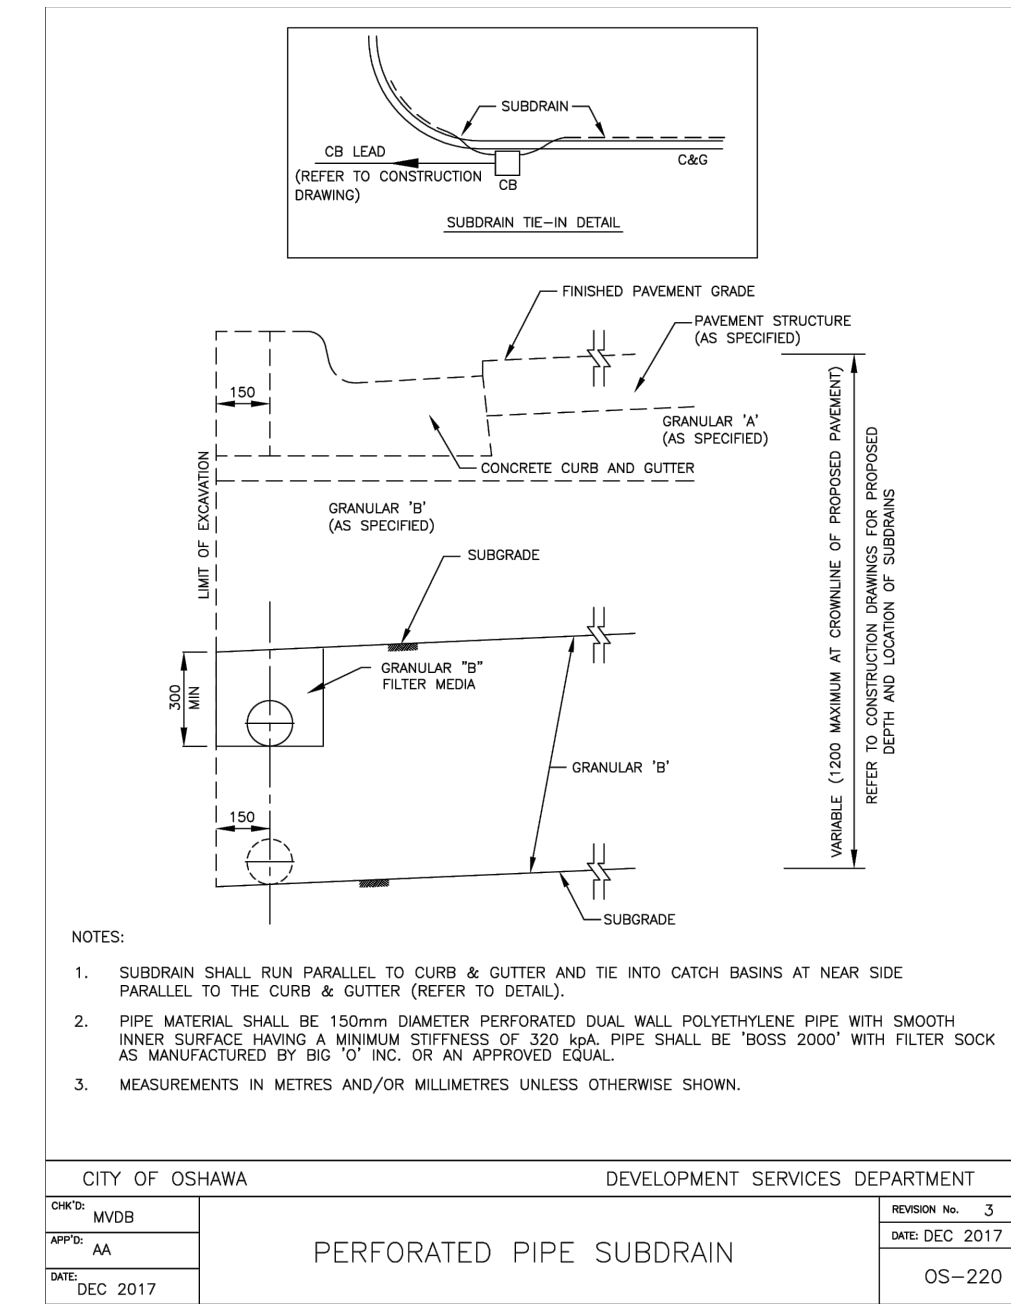 SUBDRAIN
CB LEAD
(REFER TO CONSTRUCTION
DRAWING)
C&G
CB
SUBDRAIN TIE-IN DETAIL
FINISHED PAVEMENT GRADE
PAVEMENT STRUCTURE
(AS SPECIFIED)
150
GRANULAR 'A'
(AS SPECIFIED)
CONCRETE CURB AND GUTTER
LIMIT OF EXCAVATION
GRANULAR 'B'
(AS SPECIFIED)
SUBGRADE
VARIABLE (1200 MAXIMUM AT CROWNLINE OF PROPOSED PAVEMENT)
REFER TO CONSTRUCTION DRAWINGS FOR PROPOSED
DEPTH AND LOCATION OF SUBDRAINS
300
MIN
GRANULAR "B"
FILTER MEDIA
GRANULAR 'B'
150
SUBGRADE
NOTES:
1. SUBDRAIN SHALL RUN PARALLEL TO CURB & GUTTER AND TIE INTO CATCH BASINS AT NEAR SIDE
PARALLEL TO THE CURB & GUTTER (REFER TO DETAIL).
2. PIPE MATERIAL SHALL BE 150mm DIAMETER PERFORATED DUAL WALL POLYETHYLENE PIPE WITH SMOOTH
INNER SURFACE HAVING A MINIMUM STIFFNESS OF 320 kpA. PIPE SHALL BE 'BOSS 2000' WITH FILTER SOCK
AS MANUFACTURED BY BIG 'O' INC. OR AN APPROVED EQUAL.
3. MEASUREMENTS IN METRES AND/OR MILLIMETRES UNLESS OTHERWISE SHOWN.
CITY OF OSHAWA
DEVELOPMENT SERVICES DEPARTMENT
CHK'D: MVDB
APP'D: AA
DATE: DEC 2017
PERFORATED PIPE SUBDRAIN
REVISION No. 3
DATE: DEC 2017
OS-220